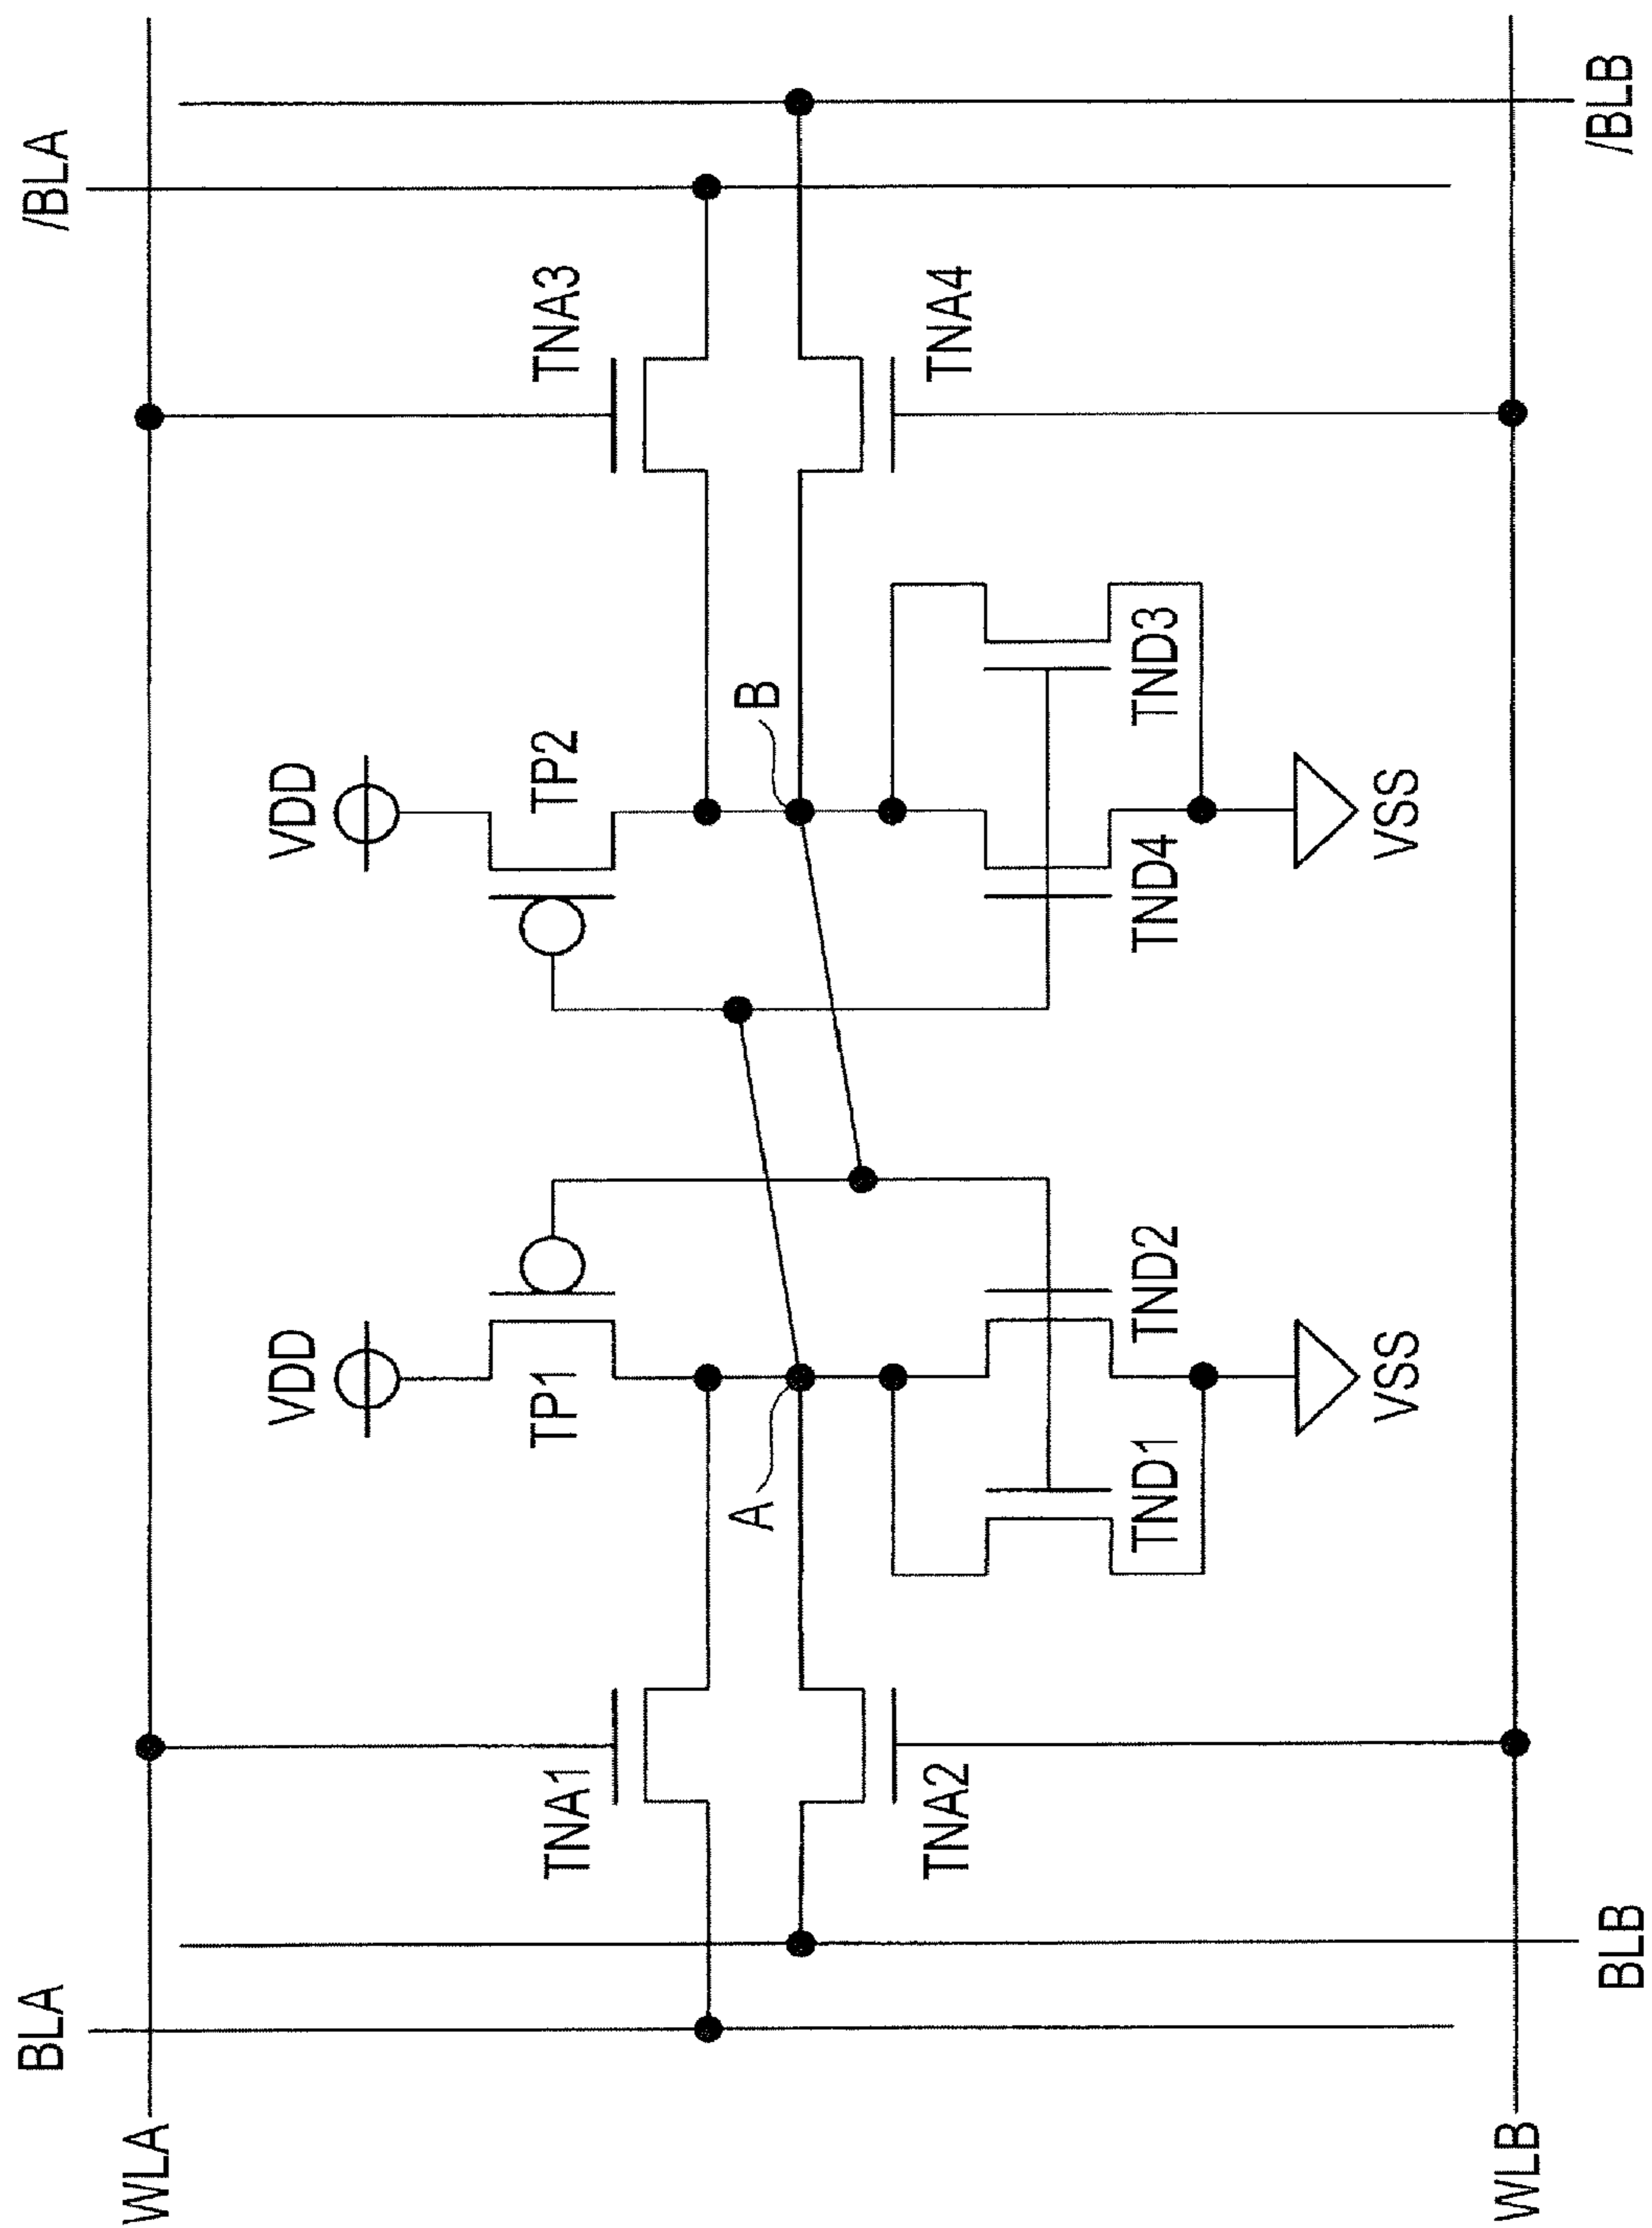 BLA
/BLA
WLA
VDD
VDD
TNA1
TP1
TP2
TNA3
A
B
TNA2
TNA4
TND1
TND2
TND4
TND3
VSS
VSS
WLB
BLB
/BLB